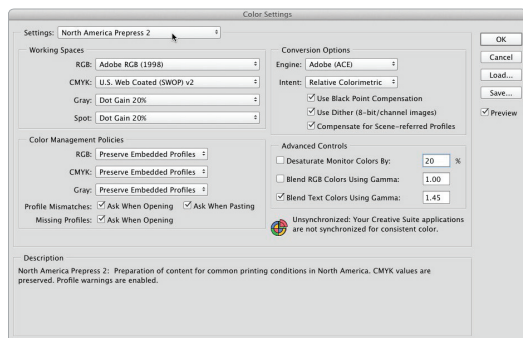 Color Settings
Settings: North America Prepress 2
Working Spaces
RGB: Adobe RGB (1998)
CMYK: U.S. Web Coated (SWOP) v2
Gray: Dot Gain 20%
Spot: Dot Gain 20%
Color Management Policies
RGB: Preserve Embedded Profiles
CMYK: Preserve Embedded Profiles
Gray: Preserve Embedded Profiles
Profile Mismatches: Ask When Opening Ask When Pasting
Missing Profiles: Ask When Opening
Conversion Options
Engine: Adobe (ACE)
Intent: Relative Colorimetric
Use Black Point Compensation
Use Dither (8-bit/channel images)
Compensate for Scene-referred Profiles
Advanced Controls
Desaturate Monitor Colors By: 20 %
Blend RGB Colors Using Gamma: 1.00
Blend Text Colors Using Gamma: 1.45
Unsynchronized: Your Creative Suite applications
are not synchronized for consistent color.
OK
Cancel
Load...
Save...
Preview
Description
North America Prepress 2: Preparation of content for common printing conditions in North America. CMYK values are
preserved. Profile warnings are enabled.